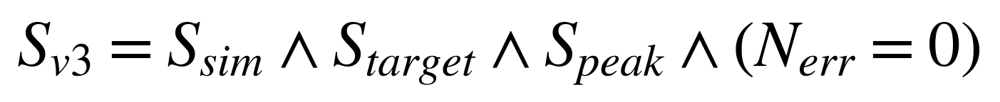 S_{v3} = S_{sim} ∧ S_{target} ∧ S_{peak} ∧ (N_{err} = 0)